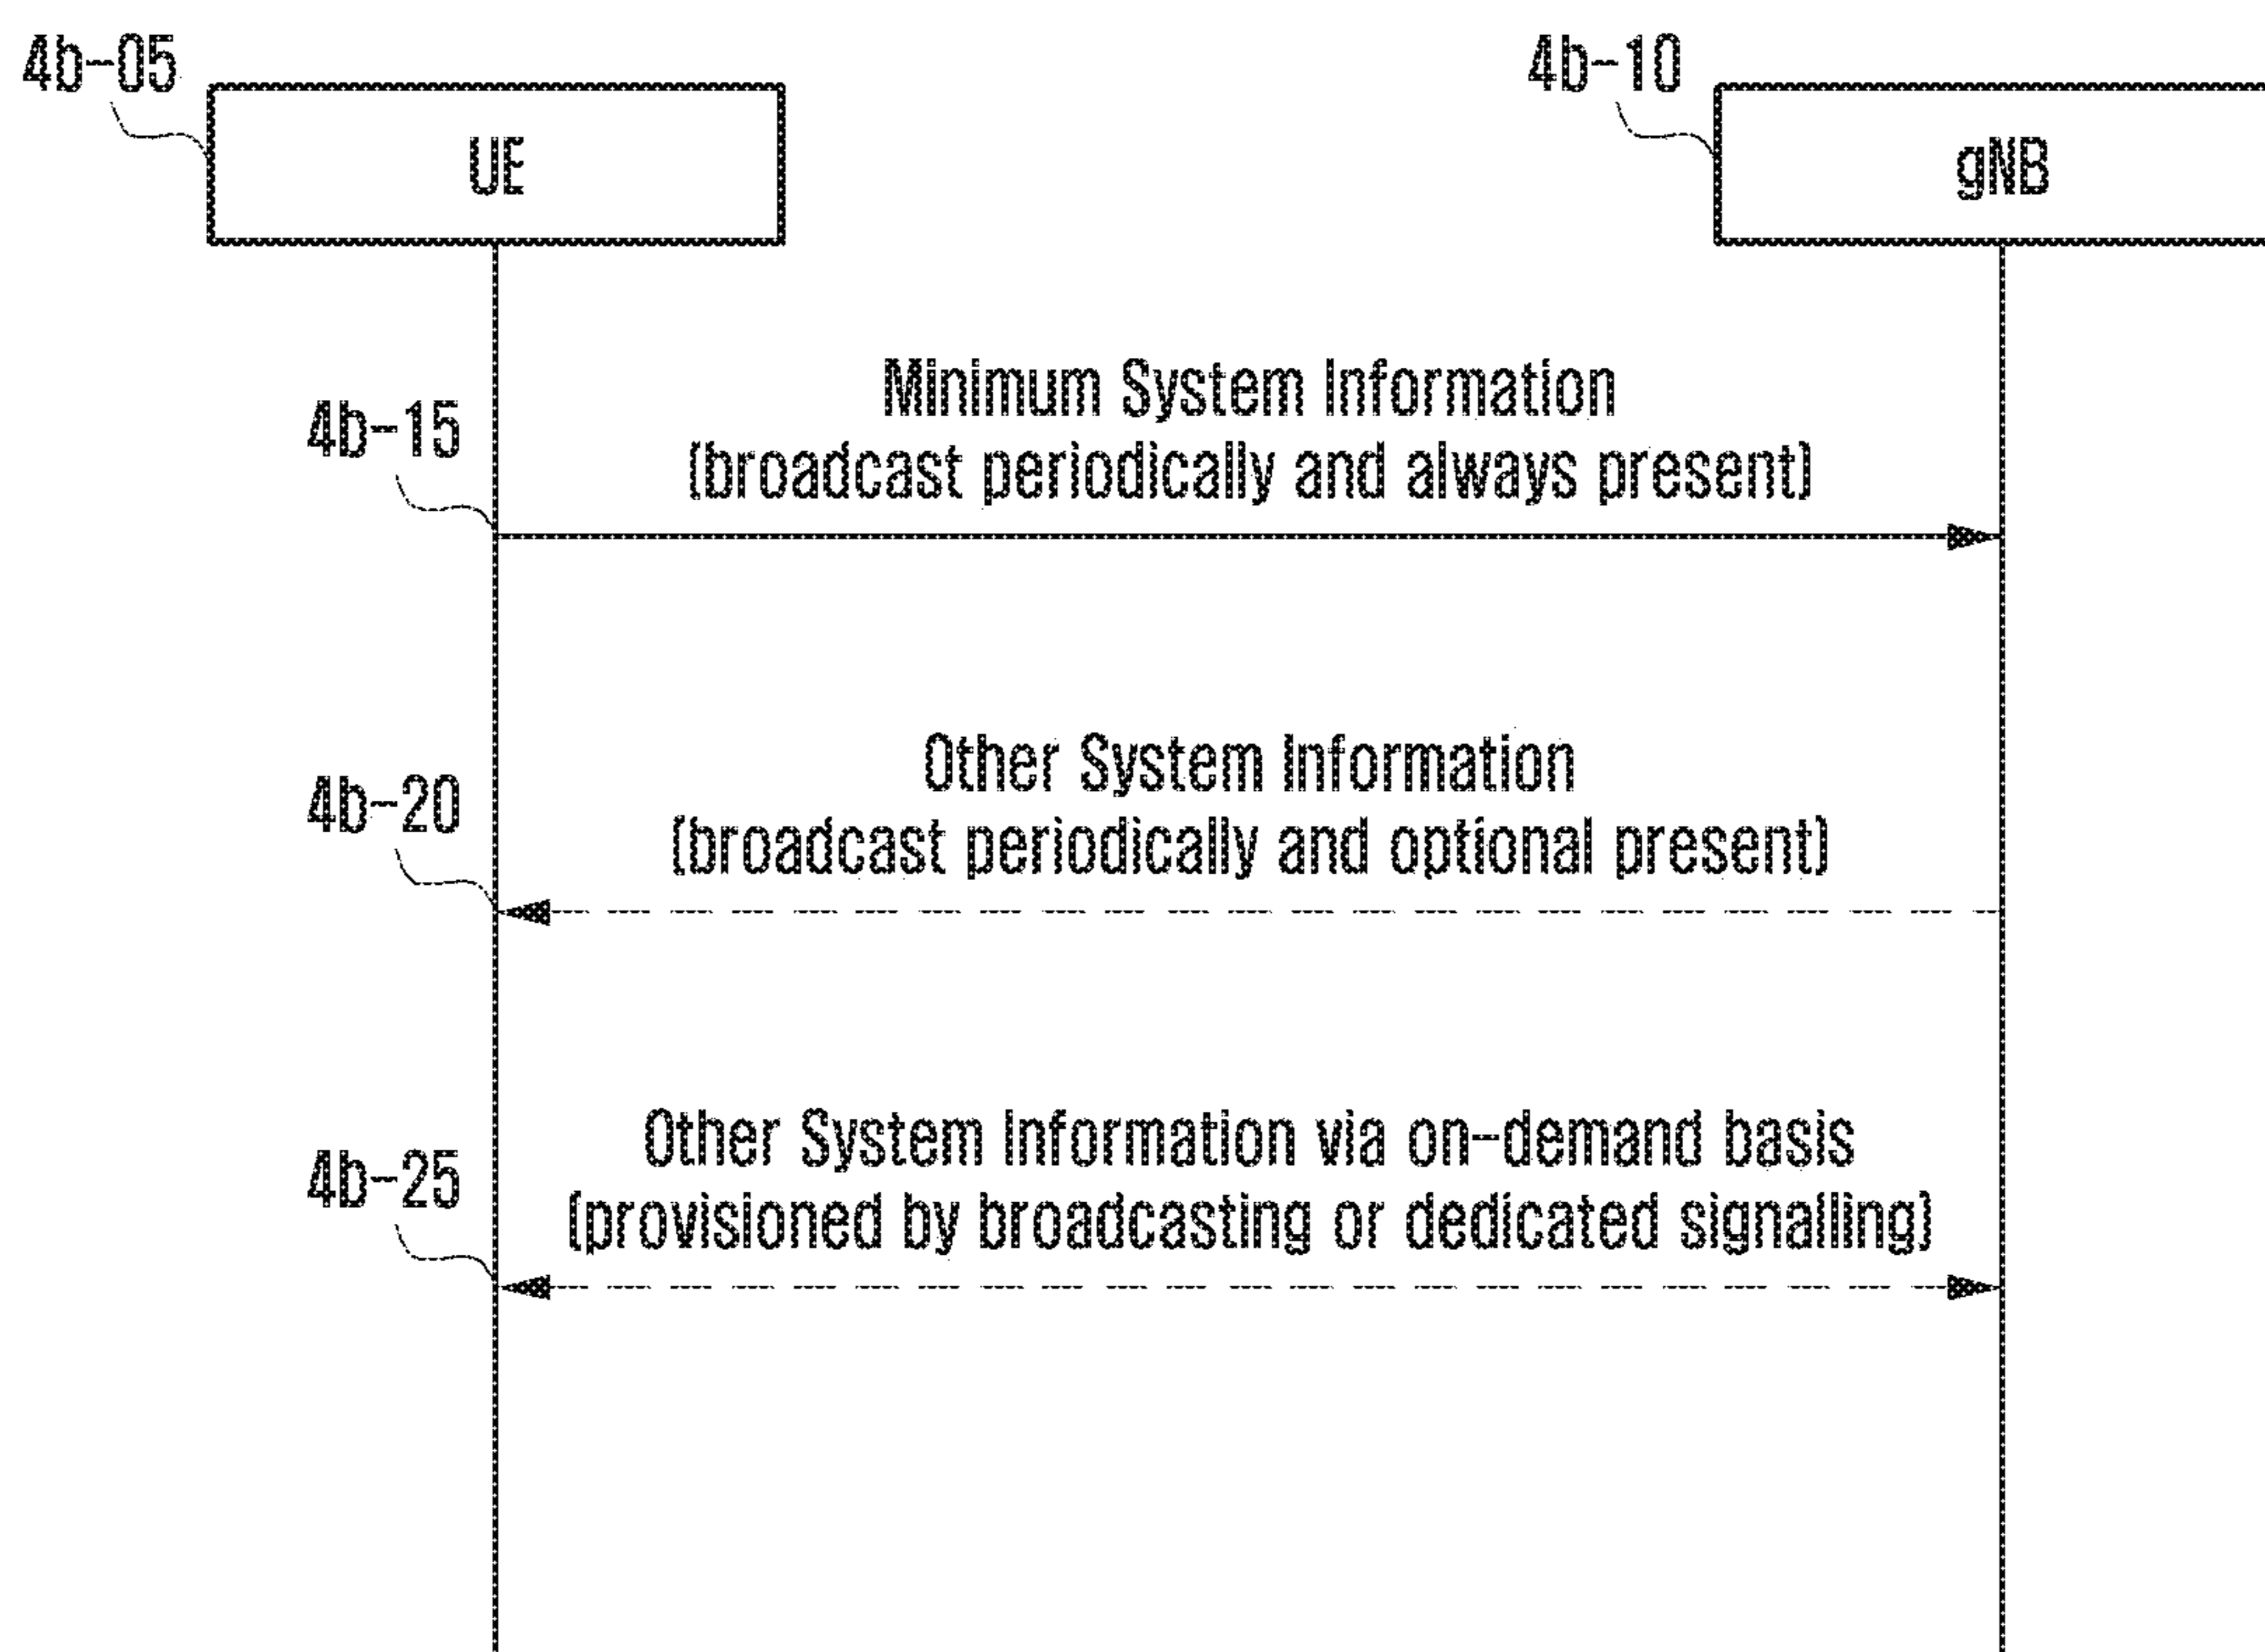 4b-05
UE
4b-10
gNB
4b-15
Minimum System Information
(broadcast periodically and always present)
4b-20
Other System Information
(broadcast periodically and optional present)
4b-25
Other System Information via on-demand basis
(provisioned by broadcasting or dedicated signalling)